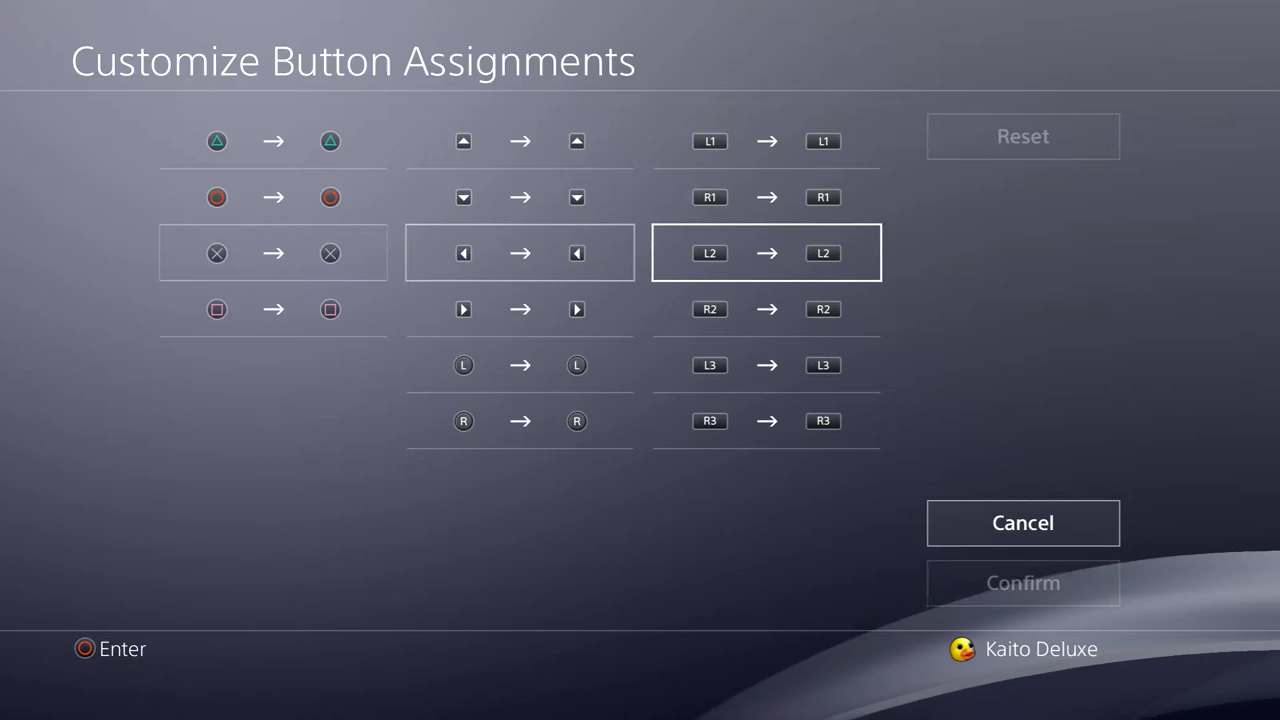 Customize Button Assignments
L1 → L1
Reset
R1 → R1
L2 → L2
R2 → R2
L → L
L3 → L3
R → R
R3 → R3
Cancel
Confirm
Enter
Kaito Deluxe